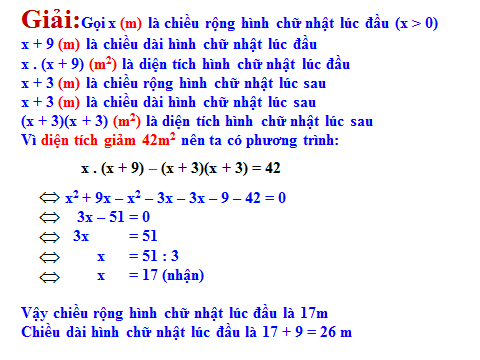 Giải:Gọi x (m) là chiều rộng hình chữ nhật lúc đầu (x > 0)
x + 9 (m) là chiều dài hình chữ nhật lúc đầu
x . (x + 9) (m²) là diện tích hình chữ nhật lúc đầu
x + 3 (m) là chiều rộng hình chữ nhật lúc sau
x + 3 (m) là chiều dài hình chữ nhật lúc sau
(x + 3)(x + 3) (m²) là diện tích hình chữ nhật lúc sau
Vì diện tích giảm 42m² nên ta có phương trình:
x . (x + 9) – (x + 3)(x + 3) = 42
⇔ x² + 9x – x² – 3x – 3x – 9 – 42 = 0
⇔ 3x – 51 = 0
⇔ 3x = 51
⇔ x = 51 : 3
⇔ x = 17 (nhận)
Vậy chiều rộng hình chữ nhật lúc đầu là 17m
Chiều dài hình chữ nhật lúc đầu là 17 + 9 = 26 m